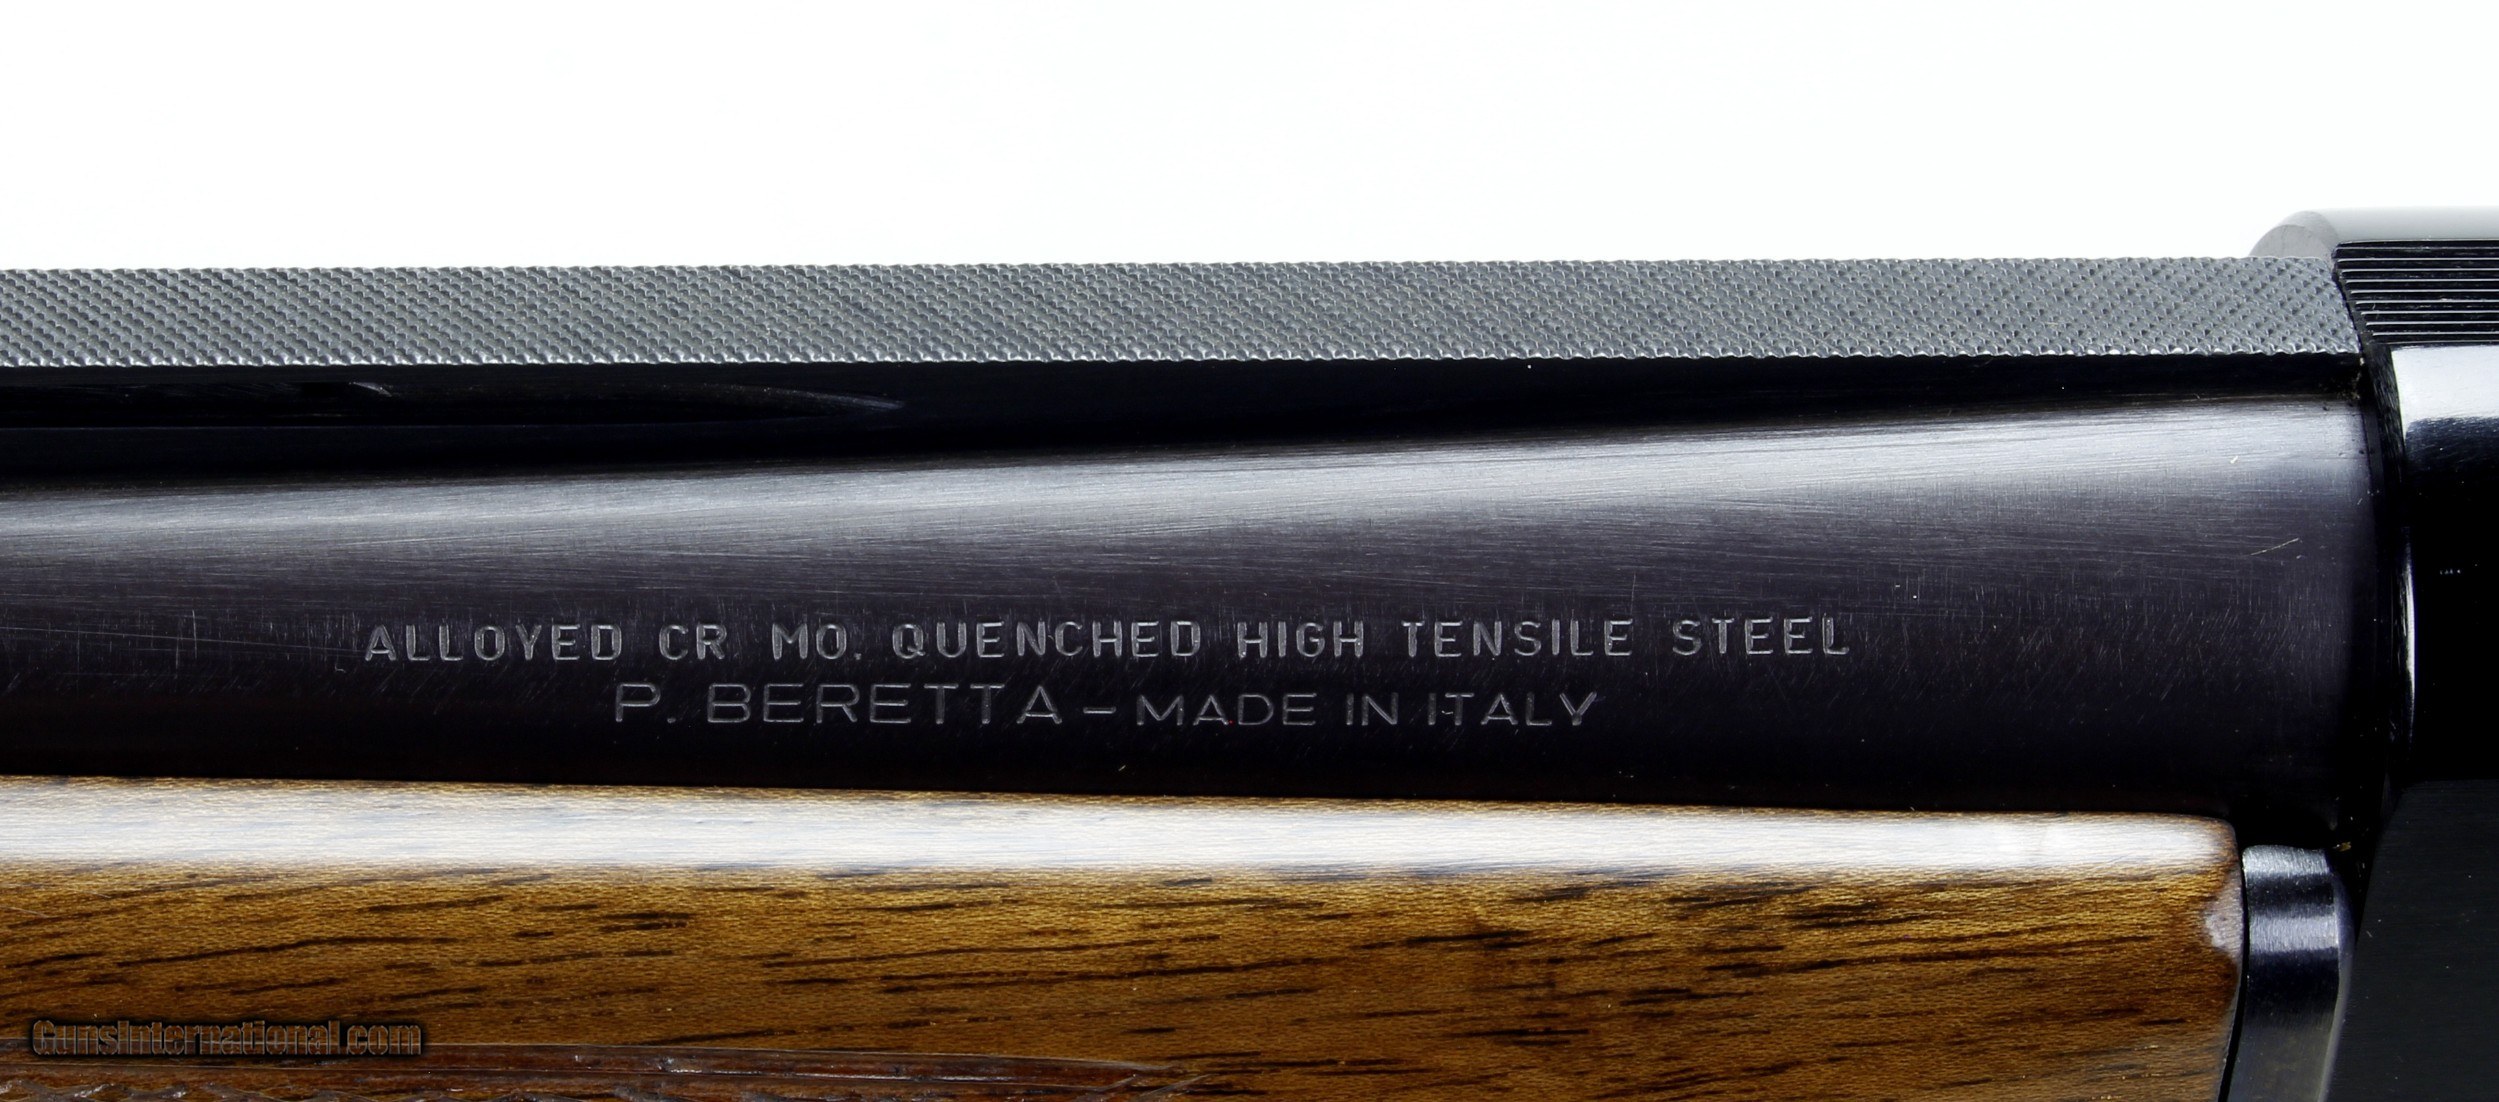 ALLOYED CR. MO. QUENCHED HIGH TENSILE STEEL
P. BERETTA - MADE IN ITALY
GunsInternational.com